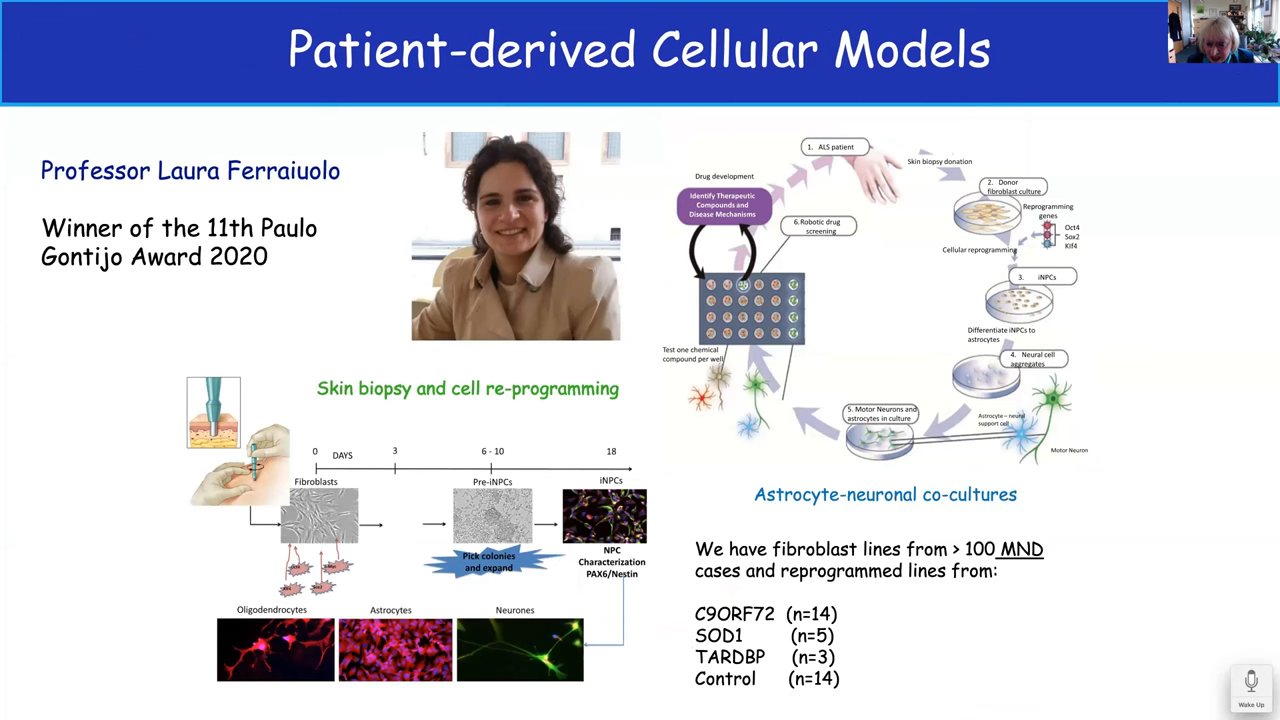 Patient-derived Cellular Models
Professor Laura Ferraiuolo
Winner of the 11th Paulo
Gontijo Award 2020
Skin biopsy and cell re-programming
0
DAYS
3
6 - 10
18
Fibroblasts
Pre-iNPCs
iNPCs
Pick colonies
and expand
NPC
Characterization
PAX6/Nestin
Oligodendrocytes
Astrocytes
Neurones
1. ALS patient
Skin biopsy donation
2. Donor
fibroblast culture
Reprogramming
genes
Oct4
Sox2
Klf4
Cellular reprogramming
3. iNPCs
Differentiate iNPCs to
astrocytes
4. Neural cell
aggregates
Astrocyte – neural
support cell
Motor Neuron
5. Motor Neurons and
astrocytes in culture
Test one chemical
compound per well
6. Robotic drug
screening
Drug development
Identify Therapeutic
Compounds and
Disease Mechanisms
Astrocyte-neuronal co-cultures
We have fibroblast lines from > 100 MND
cases and reprogrammed lines from:
C9ORF72 (n=14)
SOD1 (n=5)
TARDBP (n=3)
Control (n=14)
Wake Up